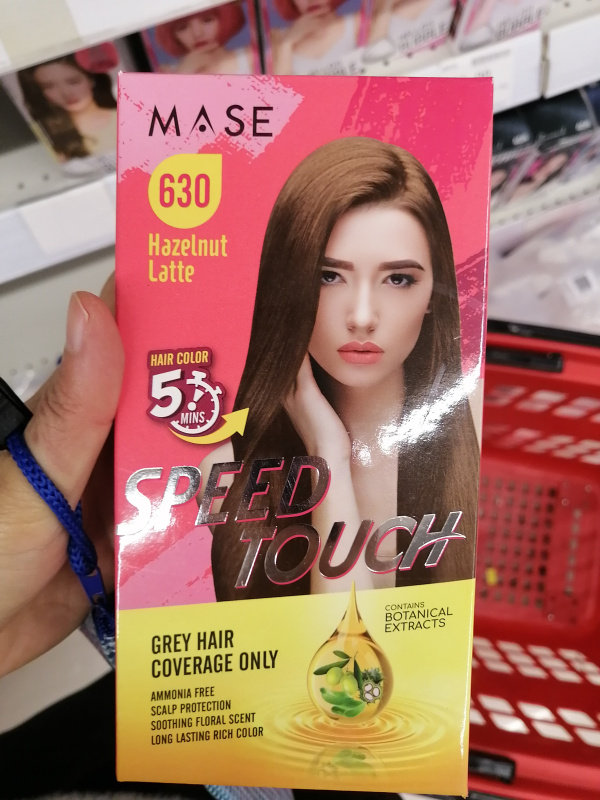 MASE
630
Hazelnut
Latte
HAIR COLOR
5
MINS
SPEED
TOUCH
CONTAINS
BOTANICAL
EXTRACTS
GREY HAIR
COVERAGE ONLY
AMMONIA FREE
SCALP PROTECTION
SOOTHING FLORAL SCENT
LONG LASTING RICH COLOR